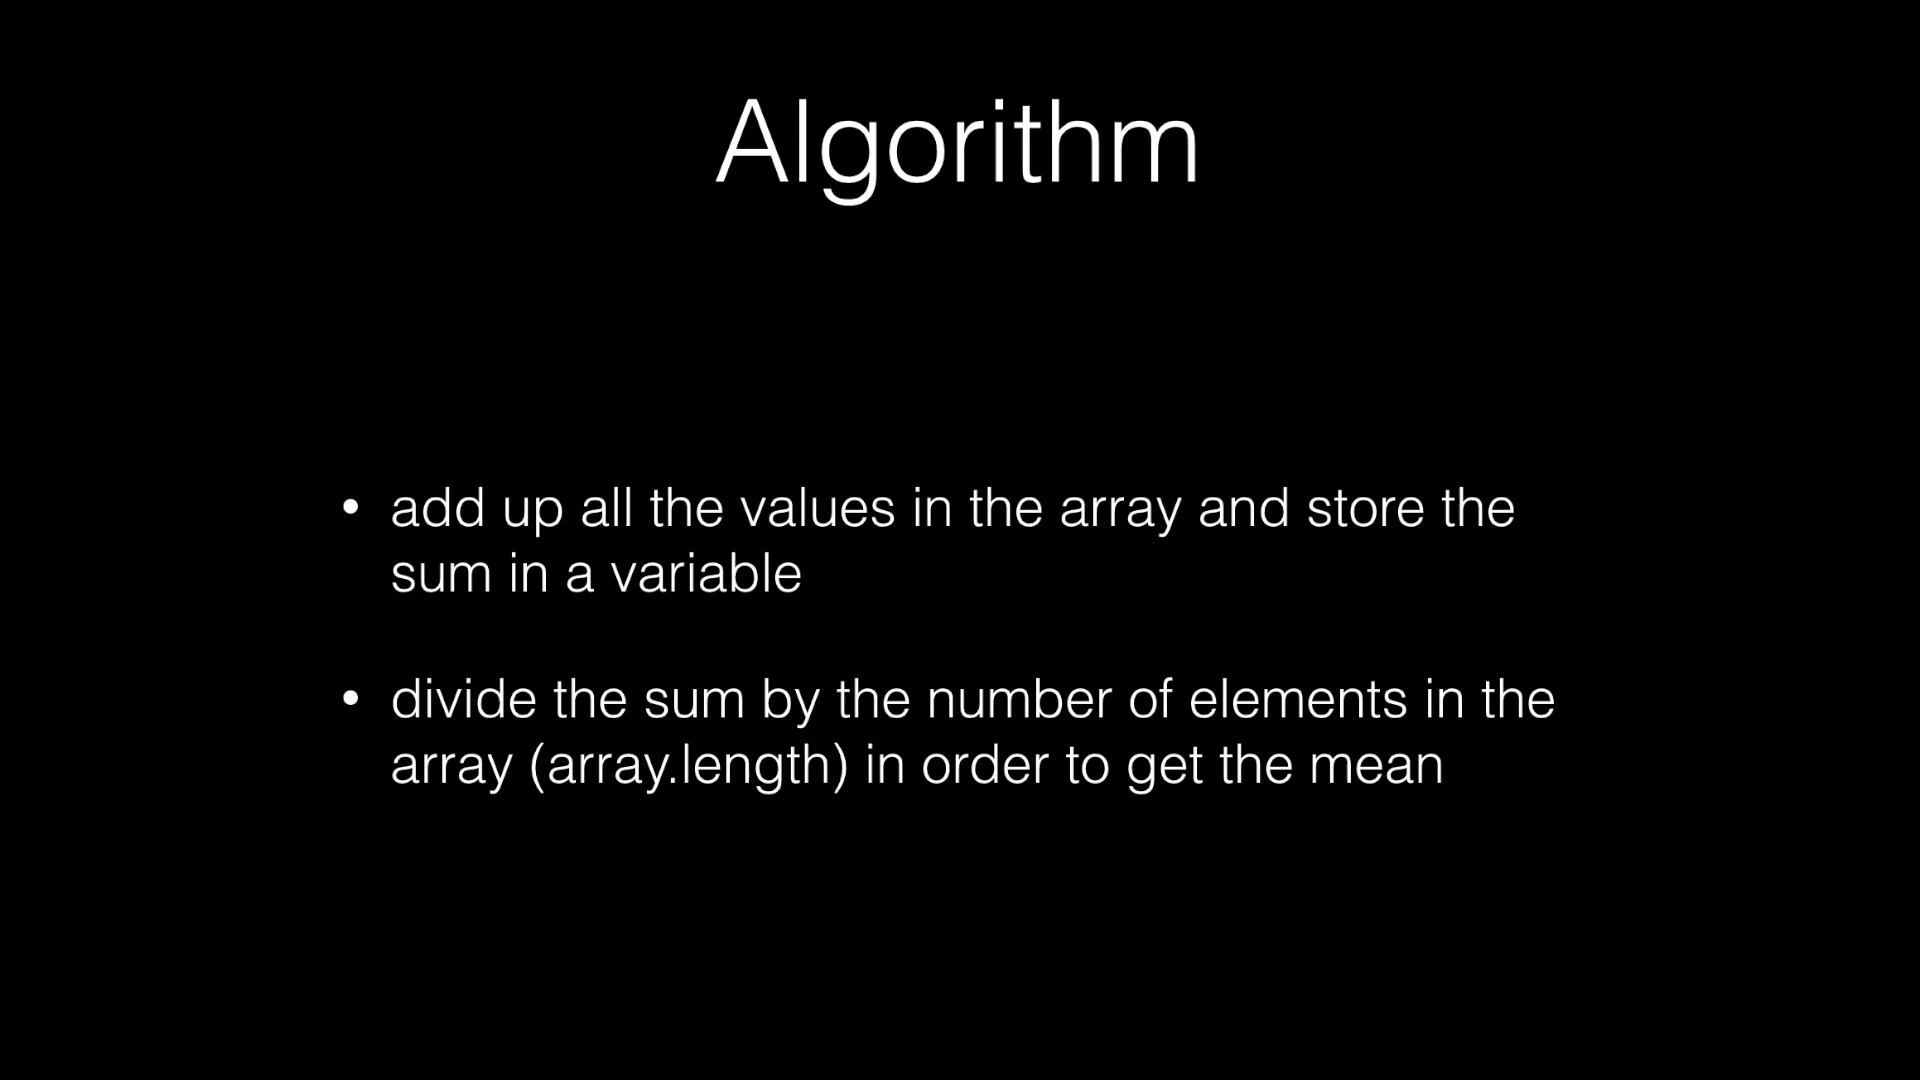 Algorithm
• add up all the values in the array and store the
sum in a variable
• divide the sum by the number of elements in the
array (array.length) in order to get the mean